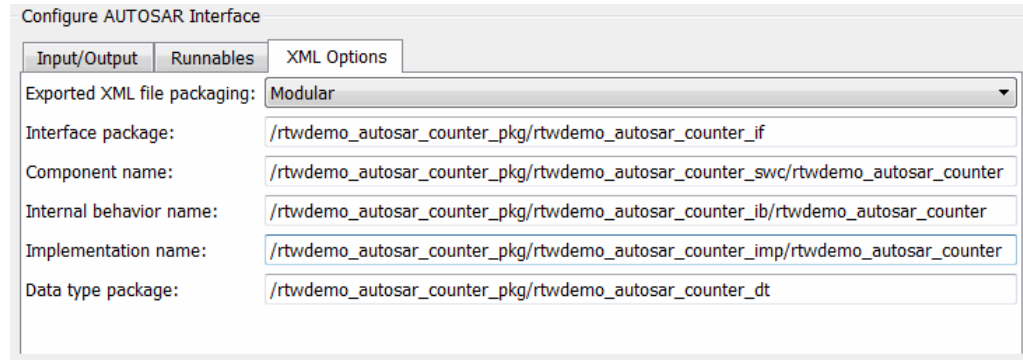 Configure AUTOSAR Interface
Input/Output Runnables XML Options
Exported XML file packaging: Modular
Interface package: /rtwdemo_autosar_counter_pkg/rtwdemo_autosar_counter_if
Component name: /rtwdemo_autosar_counter_pkg/rtwdemo_autosar_counter_swc/rtwdemo_autosar_counter
Internal behavior name: /rtwdemo_autosar_counter_pkg/rtwdemo_autosar_counter_ib/rtwdemo_autosar_counter
Implementation name: /rtwdemo_autosar_counter_pkg/rtwdemo_autosar_counter_imp/rtwdemo_autosar_counter
Data type package: /rtwdemo_autosar_counter_pkg/rtwdemo_autosar_counter_dt